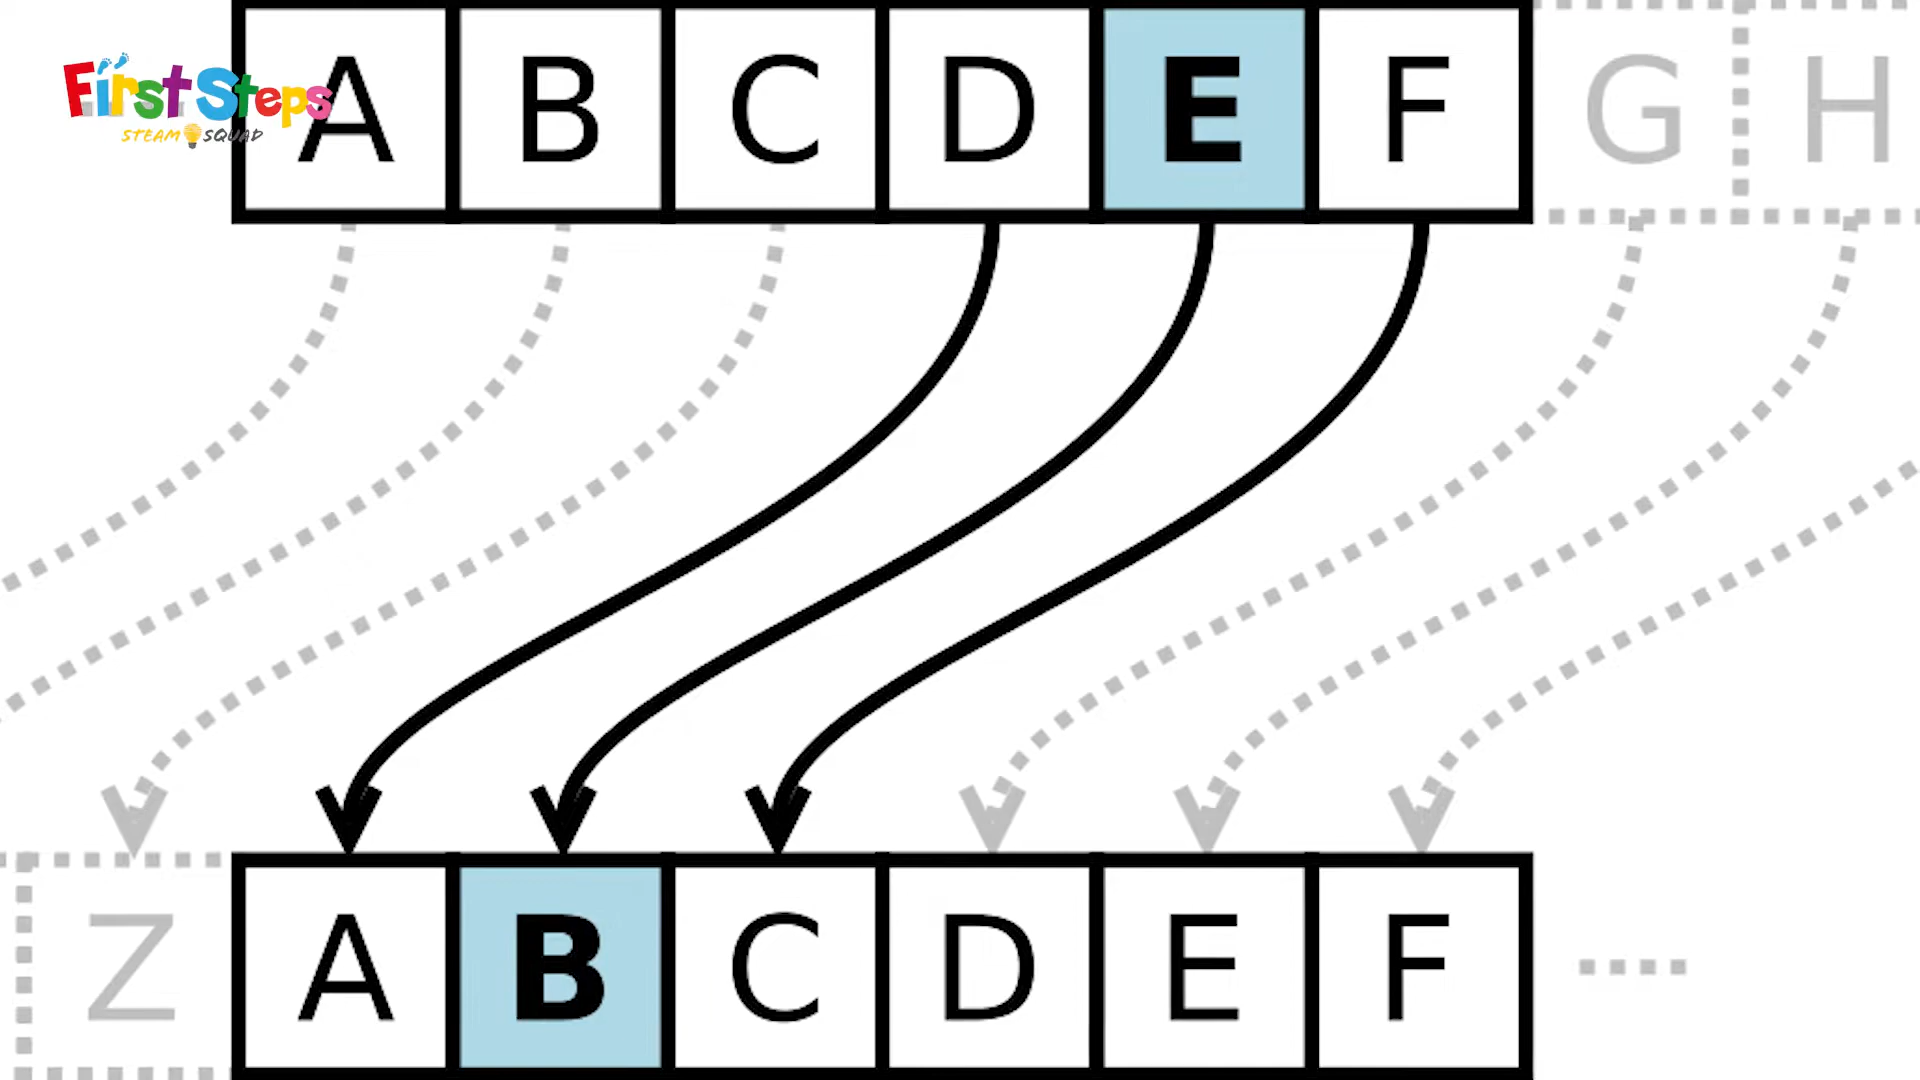 First Steps
STEAM SQUAD
A B C D E F G H
Z A B C D E F